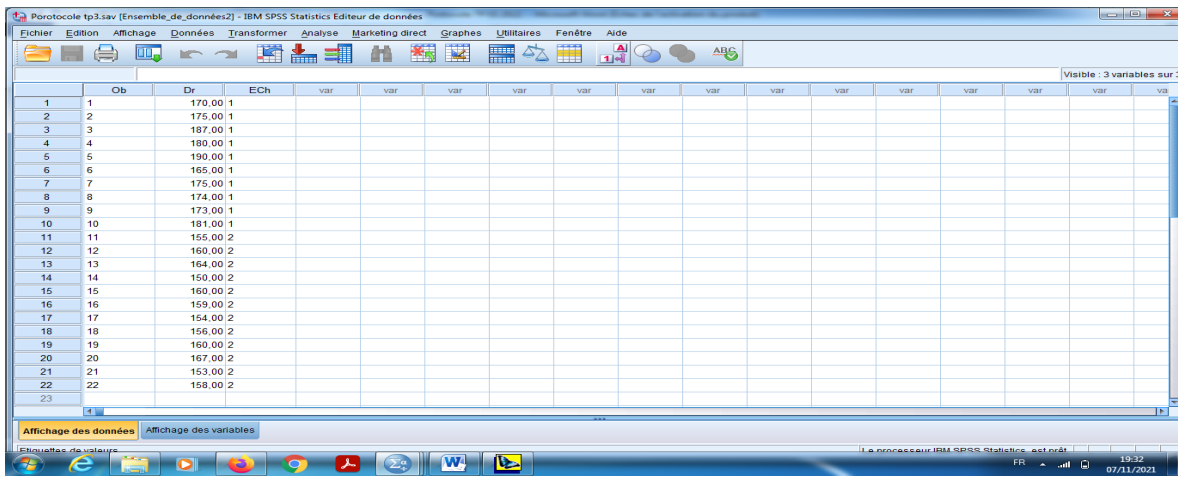 Porotocole tp3.sav [Ensemble_de_données2] - IBM SPSS Statistics Editeur de données
Fichier Edition Affichage Données Transformer Analyse Marketing direct Graphes Utilitaires Fenêtre Aide
Visible : 3 variables sur
Ob Dr ECh var var var var var var var var var var var var va
1 1 170,00 1
2 2 175,00 1
3 3 187,00 1
4 4 180,00 1
5 5 190,00 1
6 6 165,00 1
7 7 175,00 1
8 8 174,00 1
9 9 173,00 1
10 10 181,00 1
11 11 155,00 2
12 12 160,00 2
13 13 164,00 2
14 14 150,00 2
15 15 160,00 2
16 16 159,00 2
17 17 154,00 2
18 18 156,00 2
19 19 160,00 2
20 20 167,00 2
21 21 153,00 2
22 22 158,00 2
23
Affichage des données Affichage des variables
Etiquettes de valeurs Le processeur IBM SPSS Statistics est prêt
FR 19:32
07/11/2021